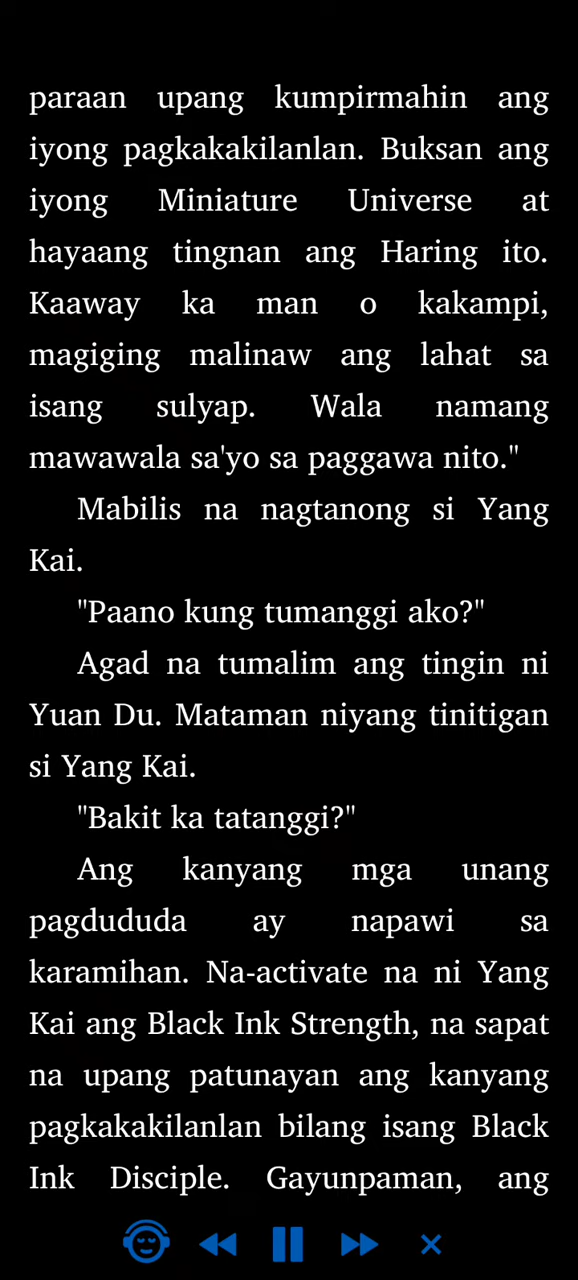 paraan upang kumpirmahin ang
iyong pagkakakilanlan. Buksan ang
iyong Miniature Universe at
hayaang tingnan ang Haring ito.
Kaaway ka man o kakampi,
magiging malinaw ang lahat sa
isang sulyap. Wala namang
mawawala sa'yo sa paggawa nito."
Mabilis na nagtanong si Yang
Kai.
"Paano kung tumanggi ako?"
Agad na tumalim ang tingin ni
Yuan Du. Mataman niyang tinitigan
si Yang Kai.
"Bakit ka tatanggi?"
Ang kanyang mga unang
pagdududa ay napawi sa
karamihan. Na-activate na ni Yang
Kai ang Black Ink Strength, na sapat
na upang patunayan ang kanyang
pagkakakilanlan bilang isang Black
Ink Disciple. Gayunpaman, ang